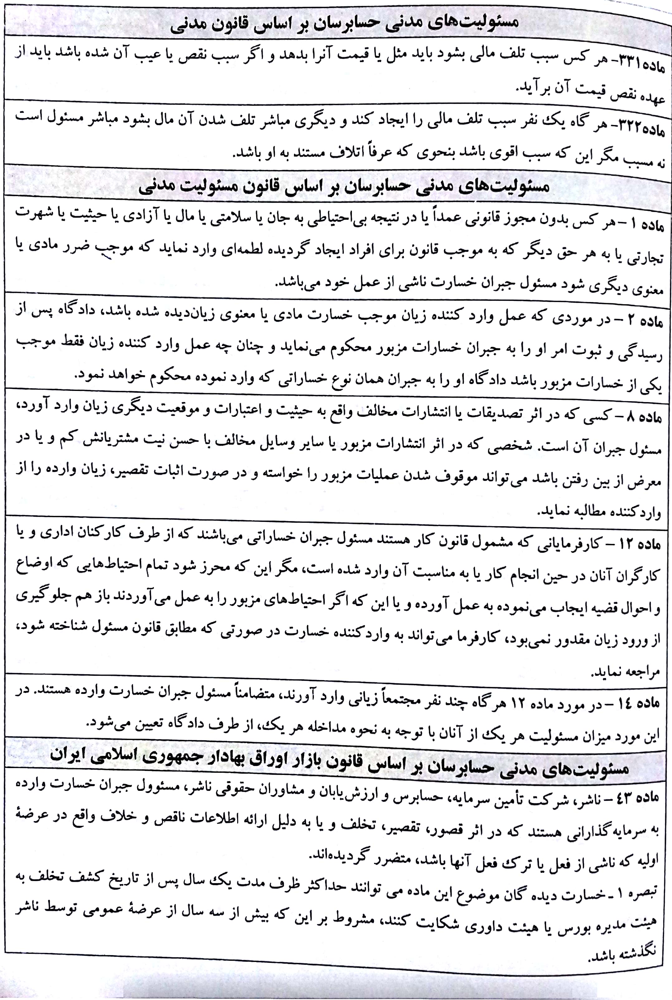 مسئولیت‌های مدنی حسابرسان بر اساس قانون مدنی
ماده۳۳۱- هر کس سبب تلف مالی بشود باید مثل یا قیمت آنرا بدهد و اگر سبب نقص یا عیب آن شده باشد باید از
عهده نقص قیمت آن برآید.
ماده۳۲۲- هر گاه یک نفر سبب تلف مالی را ایجاد کند و دیگری مباشر تلف شدن آن مال بشود مباشر مسئول است
نه مسبب مگر این که سبب اقوی باشد بنحوی که عرفاً اتلاف مستند به او باشد.
مسئولیت‌های مدنی حسابرسان بر اساس قانون مسئولیت مدنی
ماده ۱ – هر کس بدون مجوز قانونی عمداً یا در نتیجه بی‌احتیاطی به جان یا سلامتی یا مال یا آزادی یا حیثیت یا شهرت
تجارتی یا به هر حق دیگر که به موجب قانون برای افراد ایجاد گردیده لطمه‌ای وارد نماید که موجب ضرر مادی یا
معنوی دیگری شود مسئول جبران خسارت ناشی از عمل خود می‌باشد.
ماده ۲ – در موردی که عمل وارد کننده زیان موجب خسارت مادی یا معنوی زیان‌دیده شده باشد، دادگاه پس از
رسیدگی و ثبوت امر او را به جبران خسارات مزبور محکوم می‌نماید و چنان چه عمل وارد کننده زیان فقط موجب
یکی از خسارات مزبور باشد دادگاه او را به جبران همان نوع خساراتی که وارد نموده محکوم خواهد نمود.
ماده ۸ – کسی که در اثر تصدیقات یا انتشارات مخالف واقع به حیثیت و اعتبارات و موقعیت دیگری زیان وارد آورد،
مسئول جبران آن است. شخصی که در اثر انتشارات مزبور یا سایر وسایل مخالف با حسن نیت مشتریانش کم و یا در
معرض از بین رفتن باشد می‌تواند موقوف شدن عملیات مزبور را خواسته و در صورت اثبات تقصیر، زیان وارده را از
واردکننده مطالبه نماید.
ماده ۱۲ – کارفرمایانی که مشمول قانون کار هستند مسئول جبران خساراتی می‌باشند که از طرف کارکنان اداری و یا
کارگران آنان در حین انجام کار یا به مناسبت آن وارد شده است، مگر این که محرز شود تمام احتیاط‌هایی که اوضاع
و احوال قضیه ایجاب می‌نموده به عمل آورده و یا این که اگر احتیاط‌های مزبور را به عمل می‌آوردند باز هم جلوگیری
از ورود زیان مقدور نمی‌بود، کارفرما می‌تواند به واردکننده خسارت در صورتی که مطابق قانون مسئول شناخته شود،
مراجعه نماید.
ماده ۱٤ – در مورد ماده ۱۲ هرگاه چند نفر مجتمعاً زیانی وارد آورند، متضامناً مسئول جبران خسارت وارده هستند. در
این مورد میزان مسئولیت هر یک از آنان با توجه به نحوه مداخله هر یک، از طرف دادگاه تعیین می‌شود.
مسئولیت‌های مدنی حسابرسان بر اساس قانون بازار اوراق بهادار جمهوری اسلامی ایران
ماده ٤۳ – ناشر، شرکت تأمین سرمایه، حسابرس و ارزش‌یابان و مشاوران حقوقی ناشر، مسئوول جبران خسارت وارده
به سرمایه‌گذارانی هستند که در اثر قصور، تقصیر، تخلف و یا به دلیل ارائه اطلاعات ناقص و خلاف واقع در عرضۀ
اولیه که ناشی از فعل یا ترک فعل آنها باشد، متضرر گردیده‌اند.
تبصره ۱ ـ خسارت دیده گان موضوع این ماده می توانند حداکثر ظرف مدت یک سال پس از تاریخ کشف تخلف به
هیئت مدیره بورس یا هیئت داوری شکایت کنند، مشروط بر این که بیش از سه سال از عرضۀ عمومی توسط ناشر
نگذشته باشد.